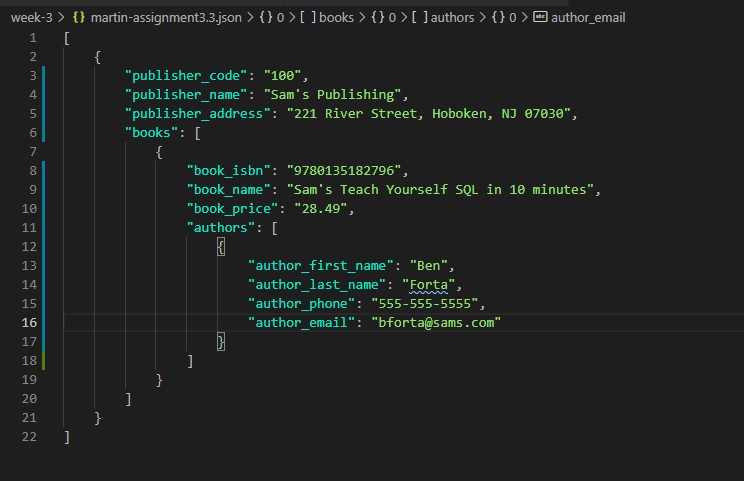 week-3 > {} martin-assignment3.3.json > {} 0 > [ ] books > {} 0 > [ ] authors > {} 0 > abc author_email
1 [
2 {
3 "publisher_code": "100",
4 "publisher_name": "Sam's Publishing",
5 "publisher_address": "221 River Street, Hoboken, NJ 07030",
6 "books": [
7 {
8 "book_isbn": "9780135182796",
9 "book_name": "Sam's Teach Yourself SQL in 10 minutes",
10 "book_price": "28.49",
11 "authors": [
12 {
13 "author_first_name": "Ben",
14 "author_last_name": "Forta",
15 "author_phone": "555-555-5555",
16 "author_email": "bforta@sams.com"
17 }
18 ]
19 }
20 ]
21 }
22 ]